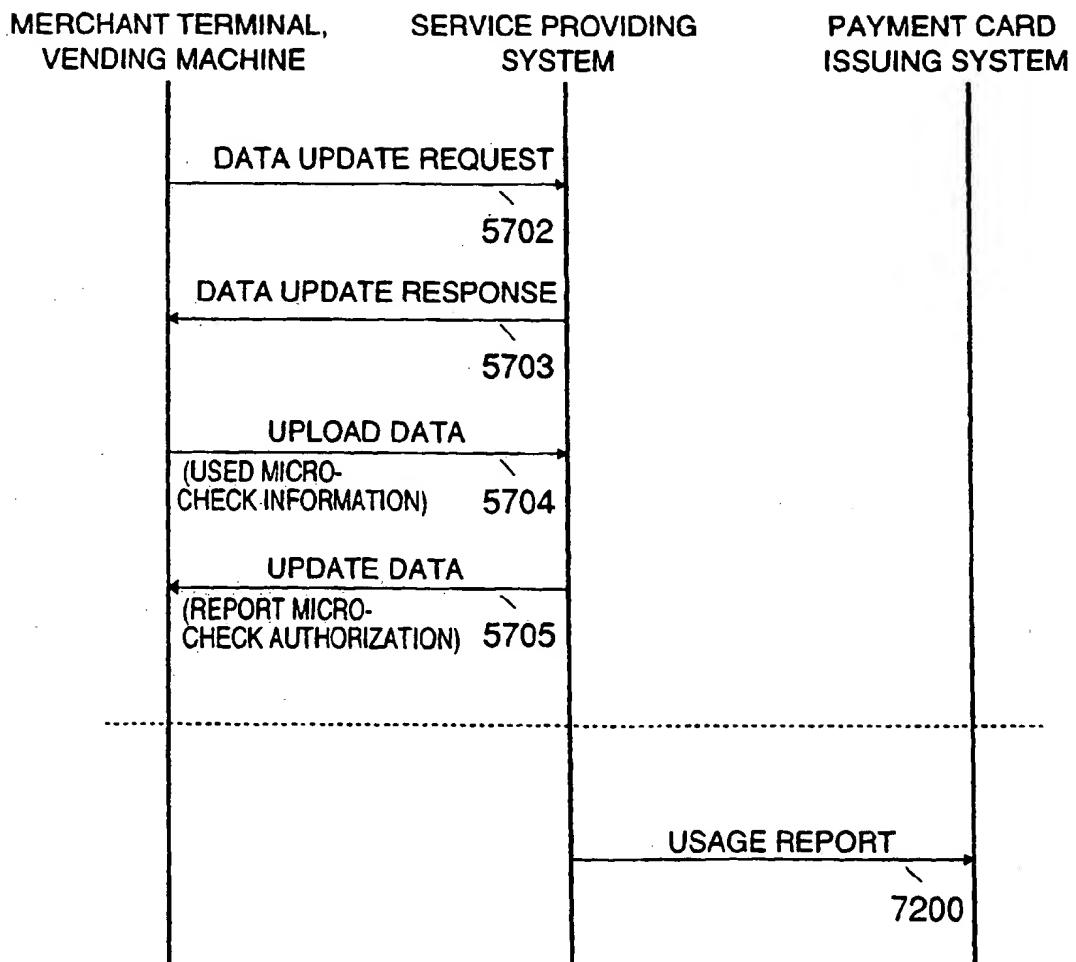 MERCHANT TERMINAL,
VENDING MACHINE
SERVICE PROVIDING
SYSTEM
PAYMENT CARD
ISSUING SYSTEM
DATA UPDATE REQUEST
5702
DATA UPDATE RESPONSE
5703
UPLOAD DATA
(USED MICRO-
CHECK INFORMATION)
5704
UPDATE DATA
(REPORT MICRO-
CHECK AUTHORIZATION)
5705
USAGE REPORT
7200